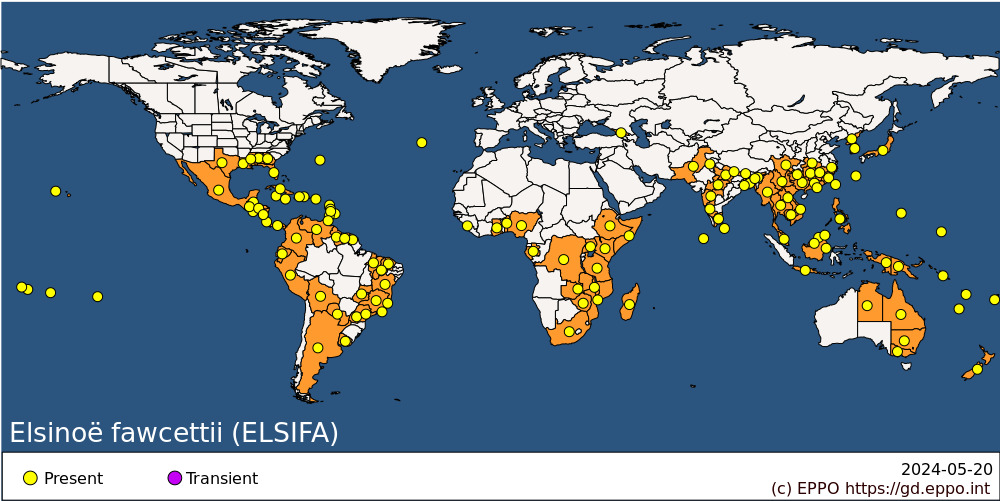 Elsinoë fawcettii (ELSIFA)
Present
Transient
2024-05-20
(c) EPPO https://gd.eppo.int